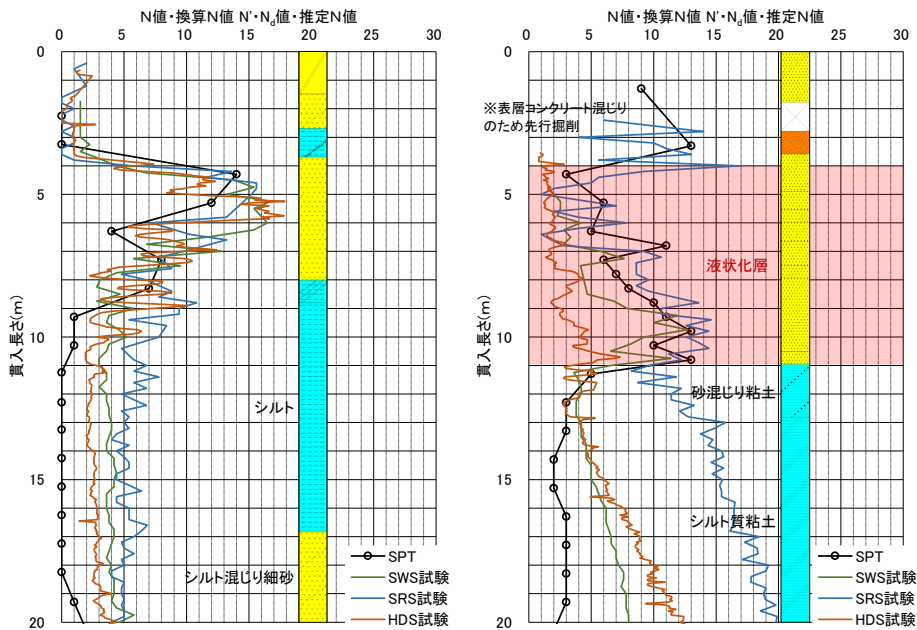 N値・換算N値 N'・Nd値・推定N値
0 5 10 15 20 25 30
0
5
10
15
20
貫入長さ(m)
シルト
シルト混じり細砂
SPT
SWS試験
SRS試験
HDS試験
N値・換算N値 N'・Nd値・推定N値
0 5 10 15 20 25 30
0
5
10
15
20
貫入長さ(m)
※表層コンクリート混じり
のため先行掘削
液状化層
砂混じり粘土
シルト質粘土
SPT
SWS試験
SRS試験
HDS試験